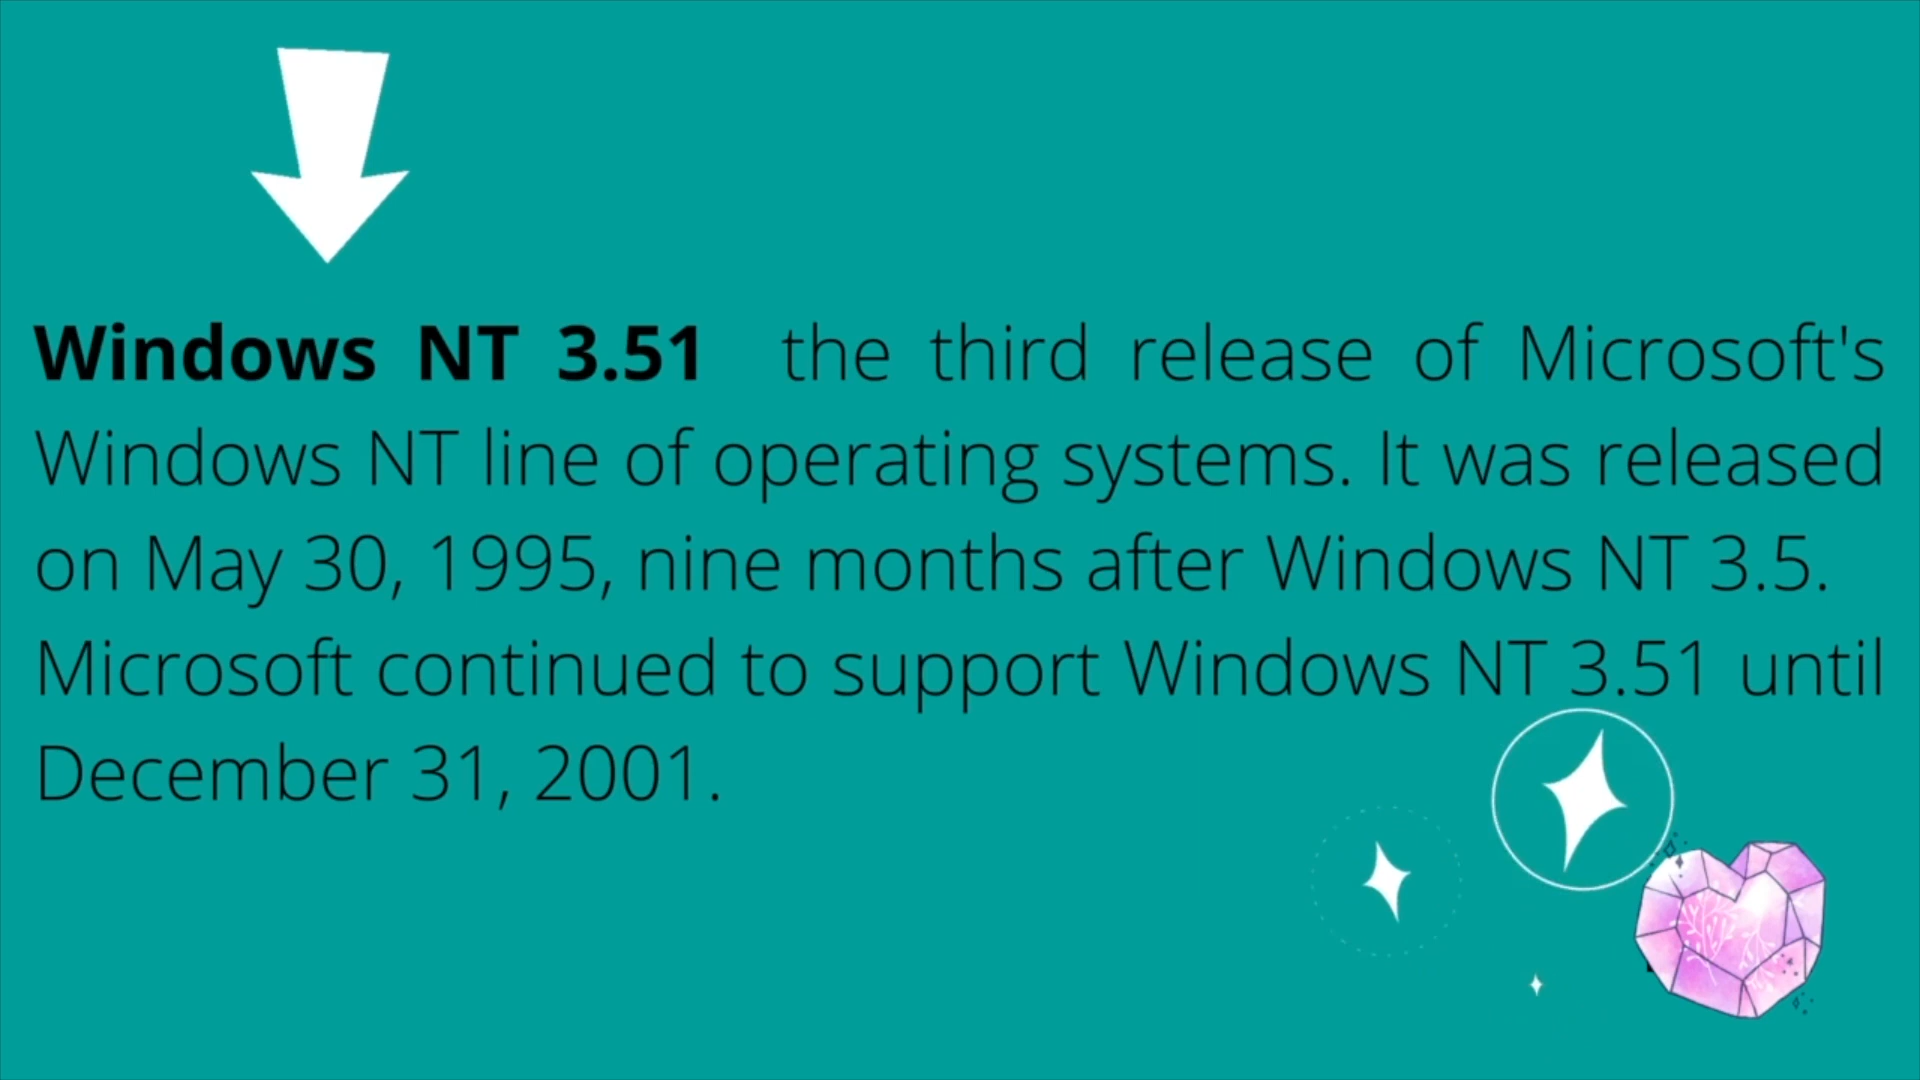 Windows NT 3.51 the third release of Microsoft's
Windows NT line of operating systems. It was released
on May 30, 1995, nine months after Windows NT 3.5.
Microsoft continued to support Windows NT 3.51 until
December 31, 2001.